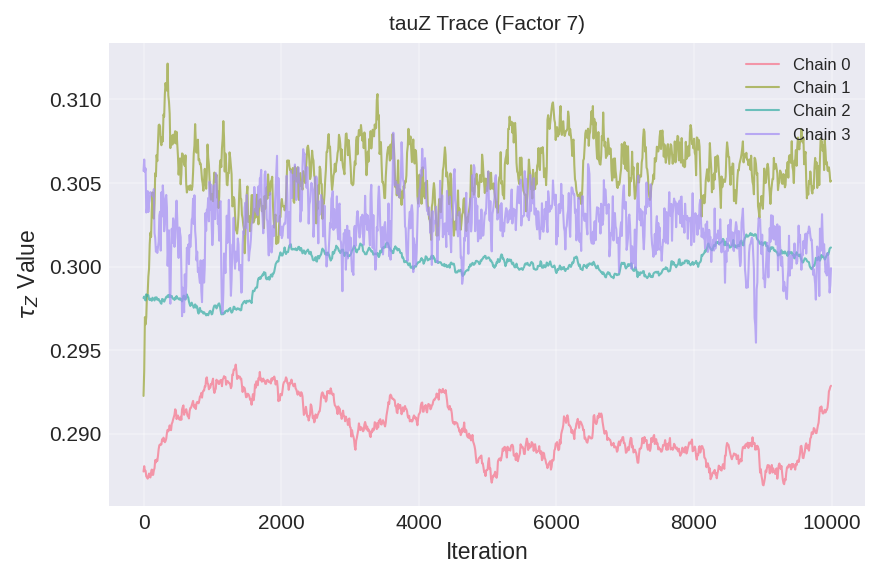 tauZ Trace (Factor 7)
Chain 0
Chain 1
Chain 2
Chain 3
0.310
0.305
0.300
0.295
0.290
τZ Value
0 2000 4000 6000 8000 10000
Iteration